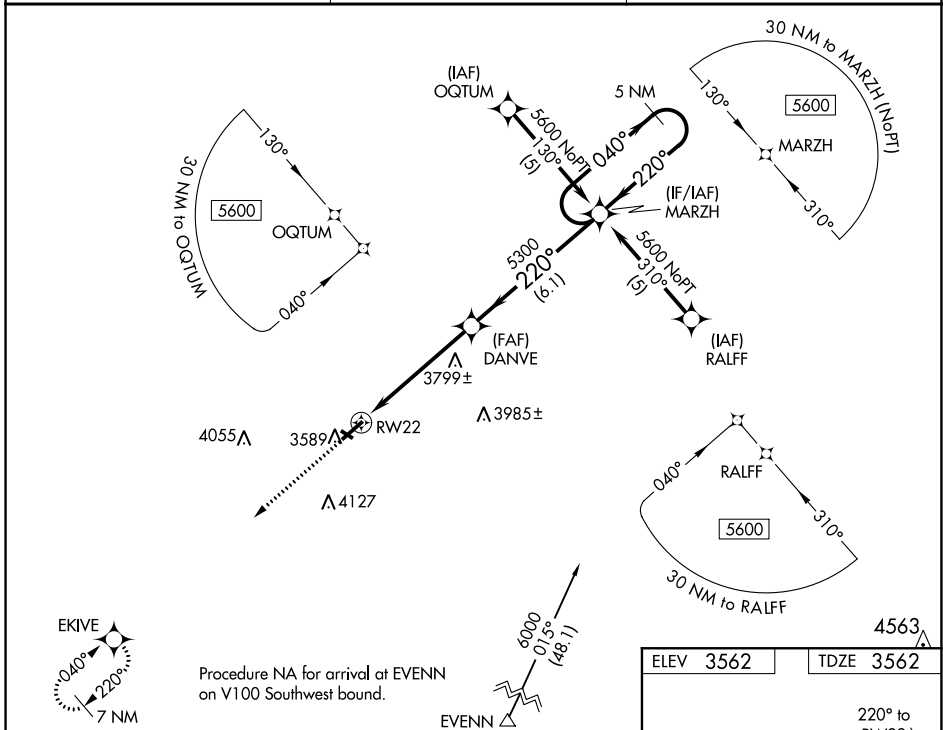 30 NM to MARZH (NoPT)
130°
5600
MARZH
310°
(IAF)
OQTUM
5 NM
5600 NoPT
130°
(5)
040°
220°
(IF/IAF)
MARZH
130°
30 NM to OQTUM
5600
OQTUM
040°
5300
220°
(6.1)
5600 NoPT
310°
(5)
(FAF)
DANVE
(IAF)
RALFF
3799±
3985±
4055
3589
RW22
4127
040°
RALFF
310°
5600
30 NM to RALFF
EKIVE
040°
220°
7 NM
Procedure NA for arrival at EVENN
on V100 Southwest bound.
6000
015°
(48.1)
EVENN
4563
ELEV 3562
TDZE 3562
220° to